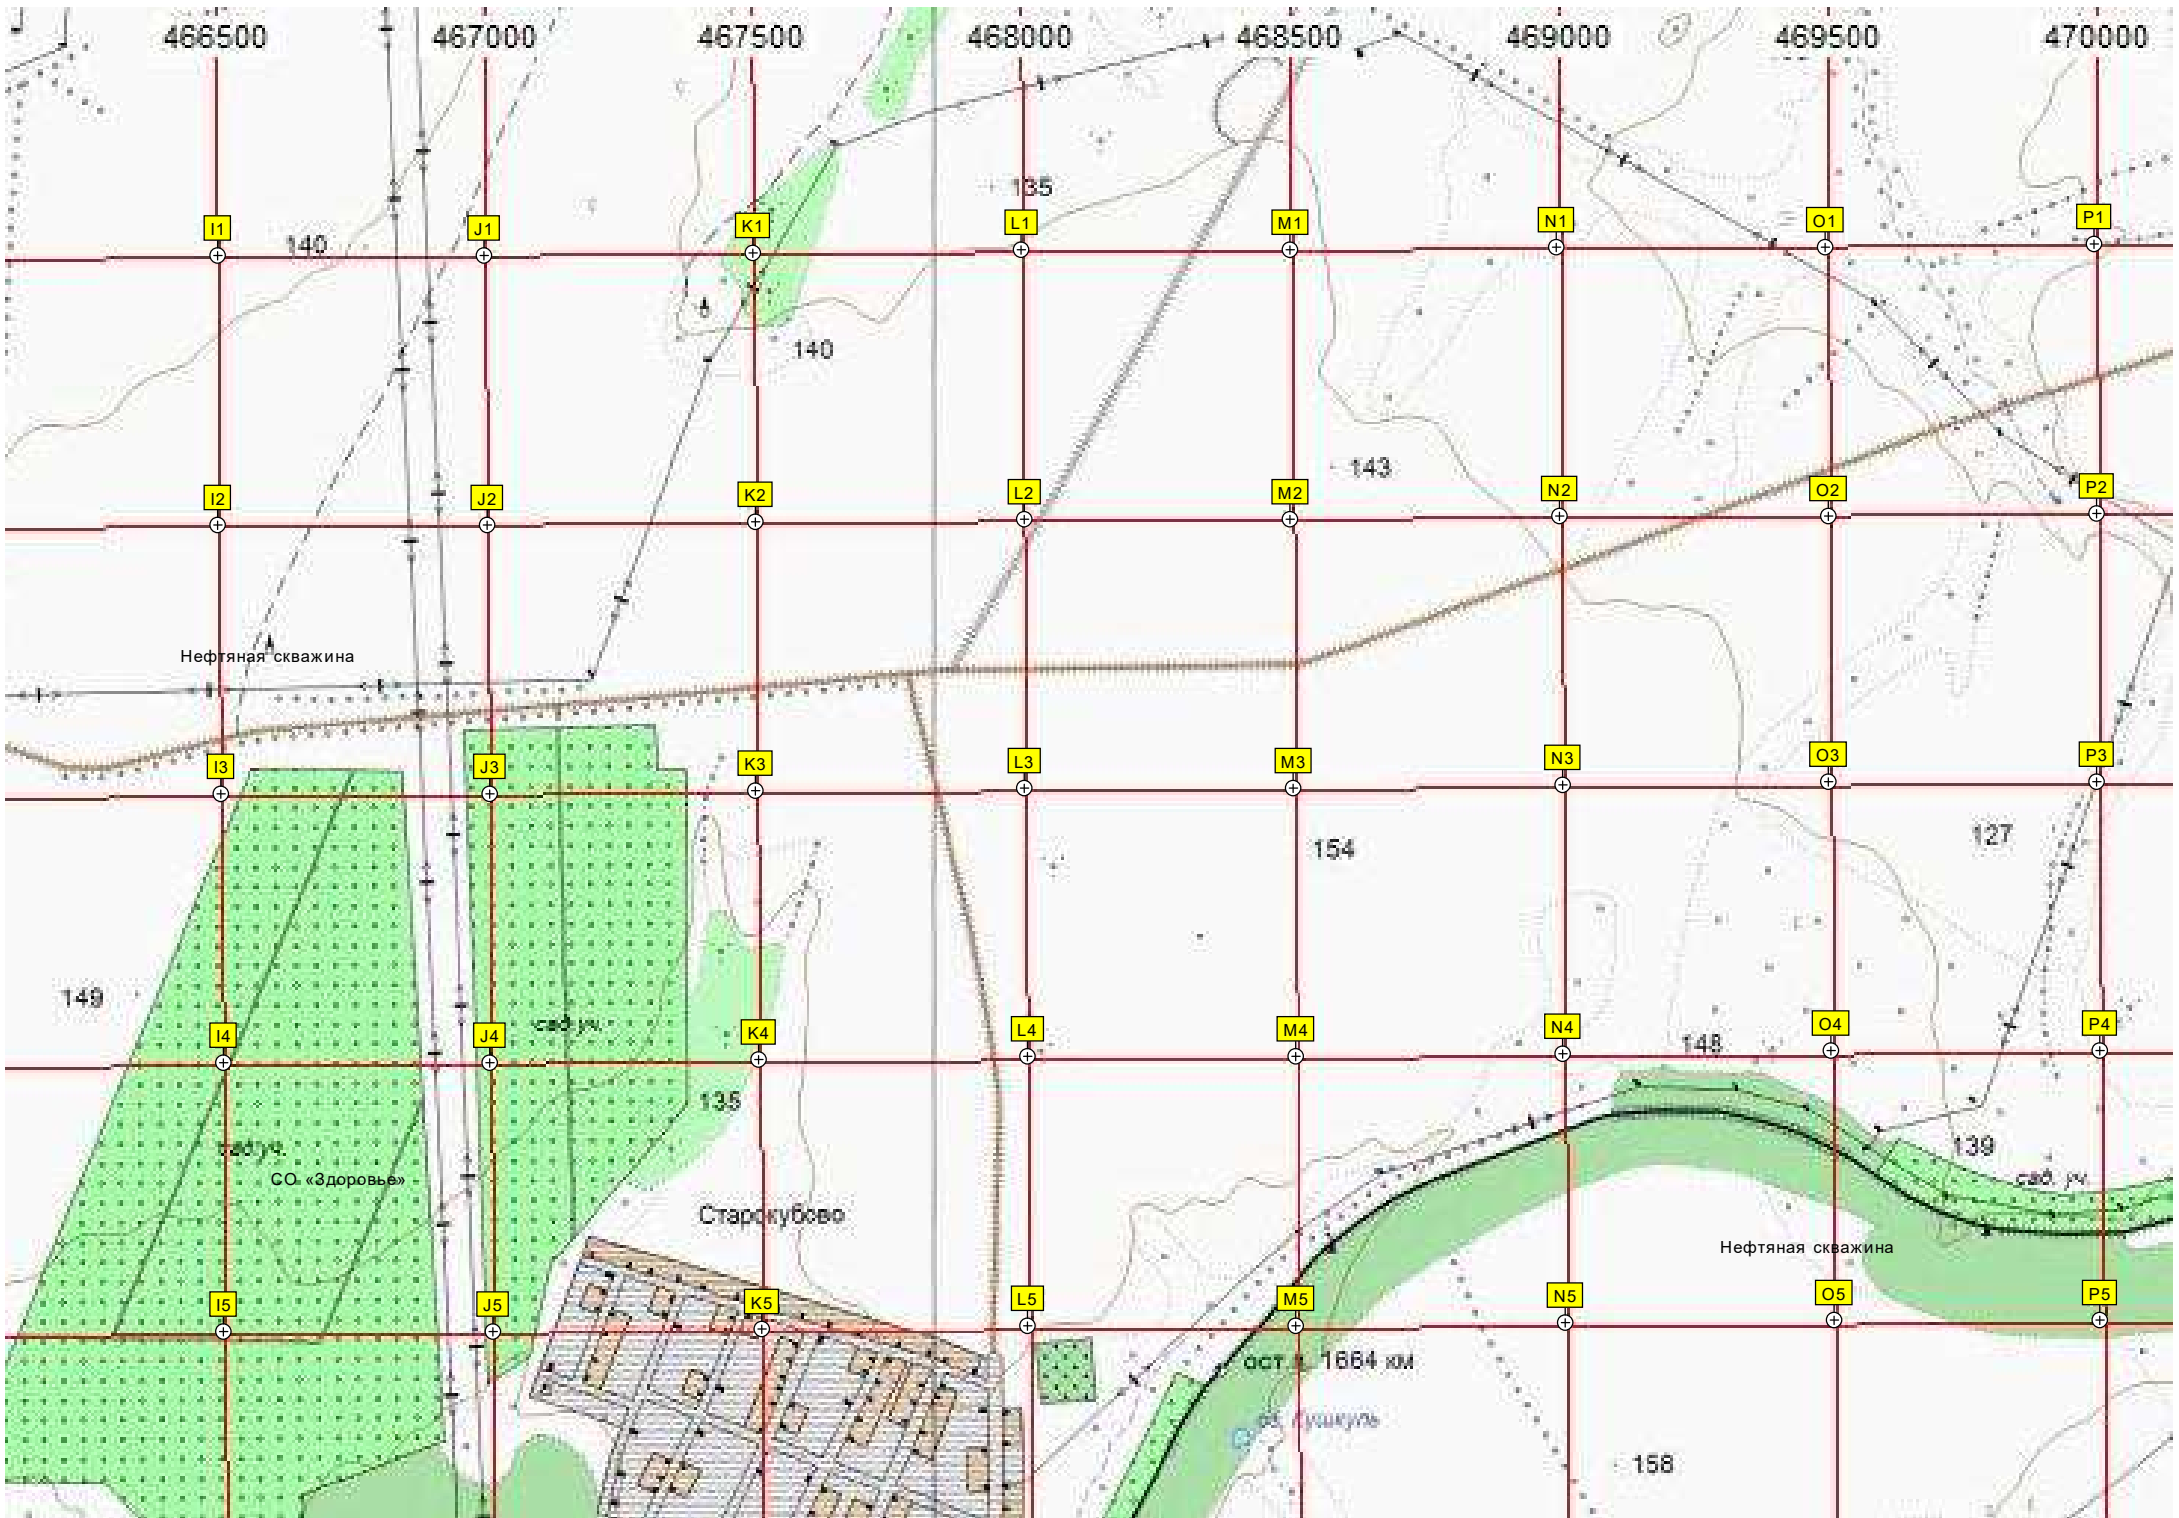 466500 467000 467500 468000 468500 469000 469500 470000
135
I1 J1 K1 L1 M1 N1 O1 P1
140
140
143
I2 J2 K2 L2 M2 N2 O2 P2
Нефтяная скважина
I3 J3 K3 L3 M3 N3 O3 P3
127
154
149
сад.уч.
I4 J4 K4 L4 M4 N4 O4 P4
148
135
сад.уч.
139
СО «Здоровье»
сад. уч.
Старокубово
Нефтяная скважина
I5 J5 K5 L5 M5 N5 O5 P5
ост.п. 1664 км
158